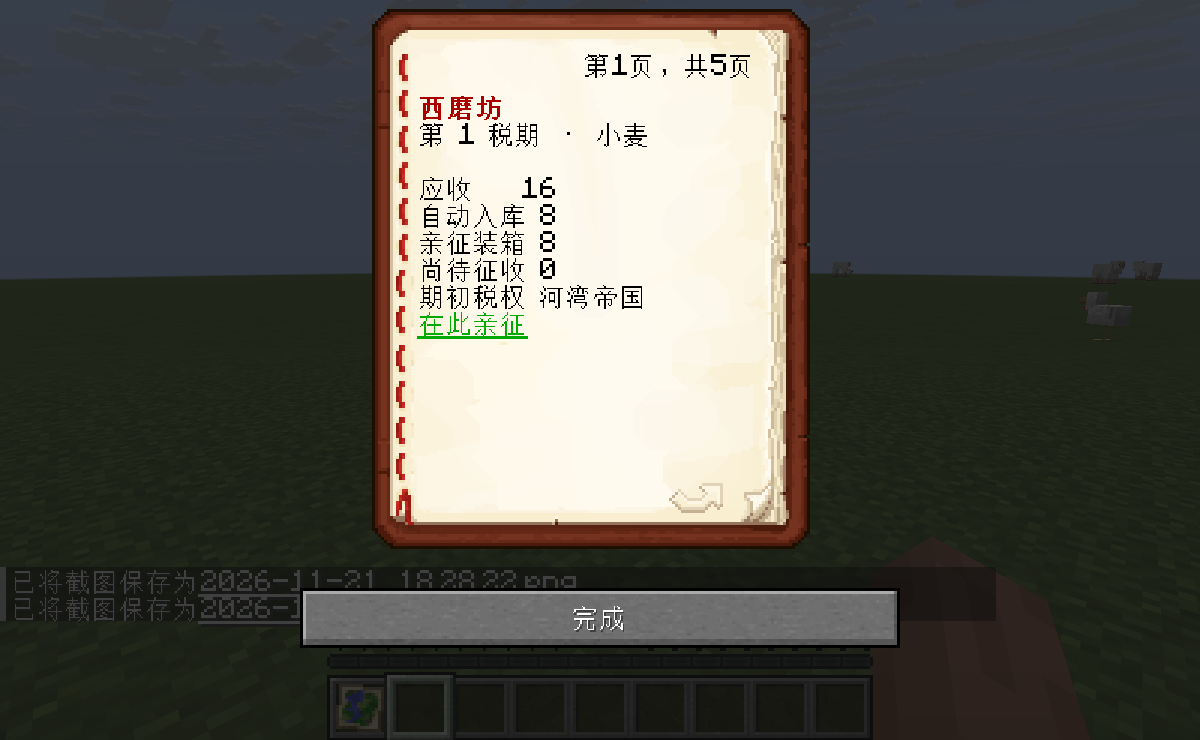 第1页，共5页
西磨坊
第 1 税期 · 小麦
应收 16
自动入库 8
亲征装箱 8
尚待征收 0
期初税权 河湾帝国
在此亲征
已将截图保存为2026-11-21_18.28.22.png
已将截图保存为2026-1
完成